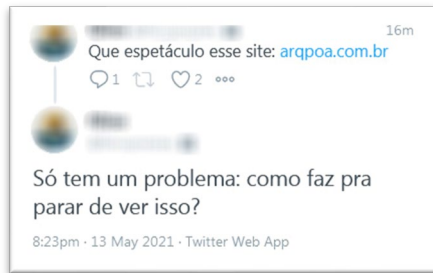 16m
Que espetáculo esse site: arqpoa.com.br
1 2
Só tem um problema: como faz pra
parar de ver isso?
8:23pm · 13 May 2021 · Twitter Web App